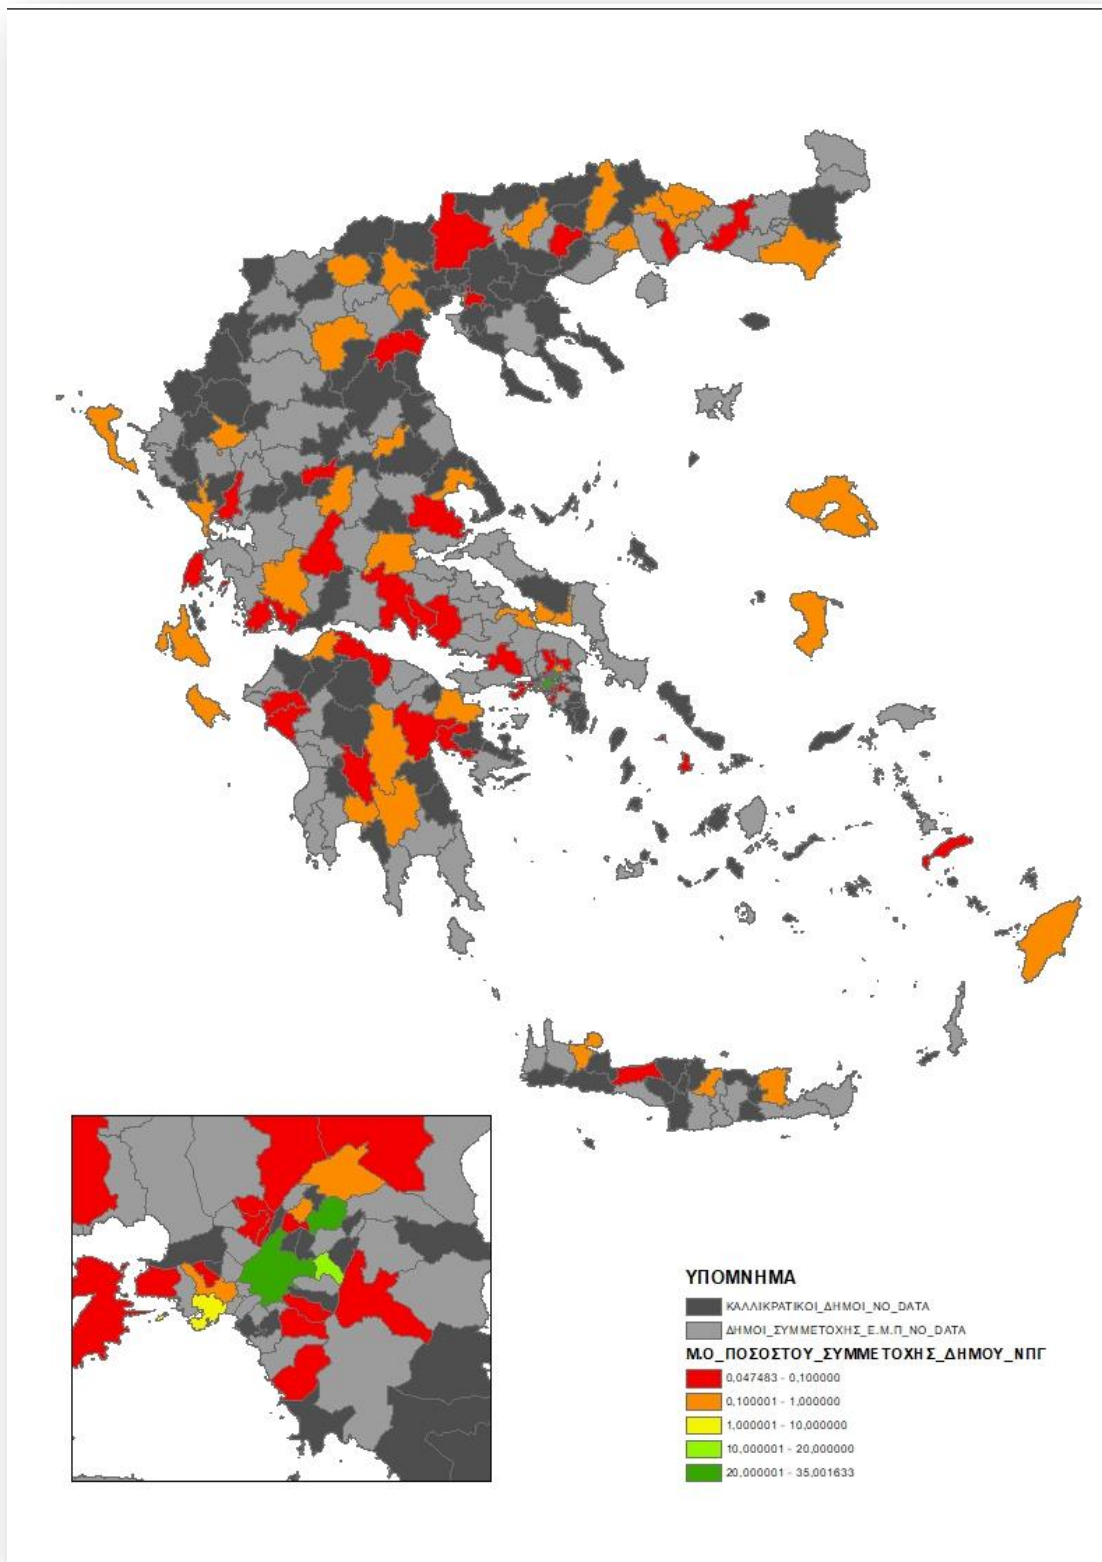 ΥΠΟΜΝΗΜΑ
ΚΑΛΛΙΚΡΑΤΙΚΟΙ_ΔΗΜΟΙ_NO_DATA
ΔΗΜΟΙ_ΣΥΜΜΕΤΟΧΗΣ_Ε.Μ.Π_NO_DATA
Μ.Ο_ΠΟΣΟΣΤΟΥ_ΣΥΜΜΕΤΟΧΗΣ_ΔΗΜΟΥ_ΝΠΓ
0,047483 - 0,100000
0,100001 - 1,000000
1,000001 - 10,000000
10,000001 - 20,000000
20,000001 - 35,001633